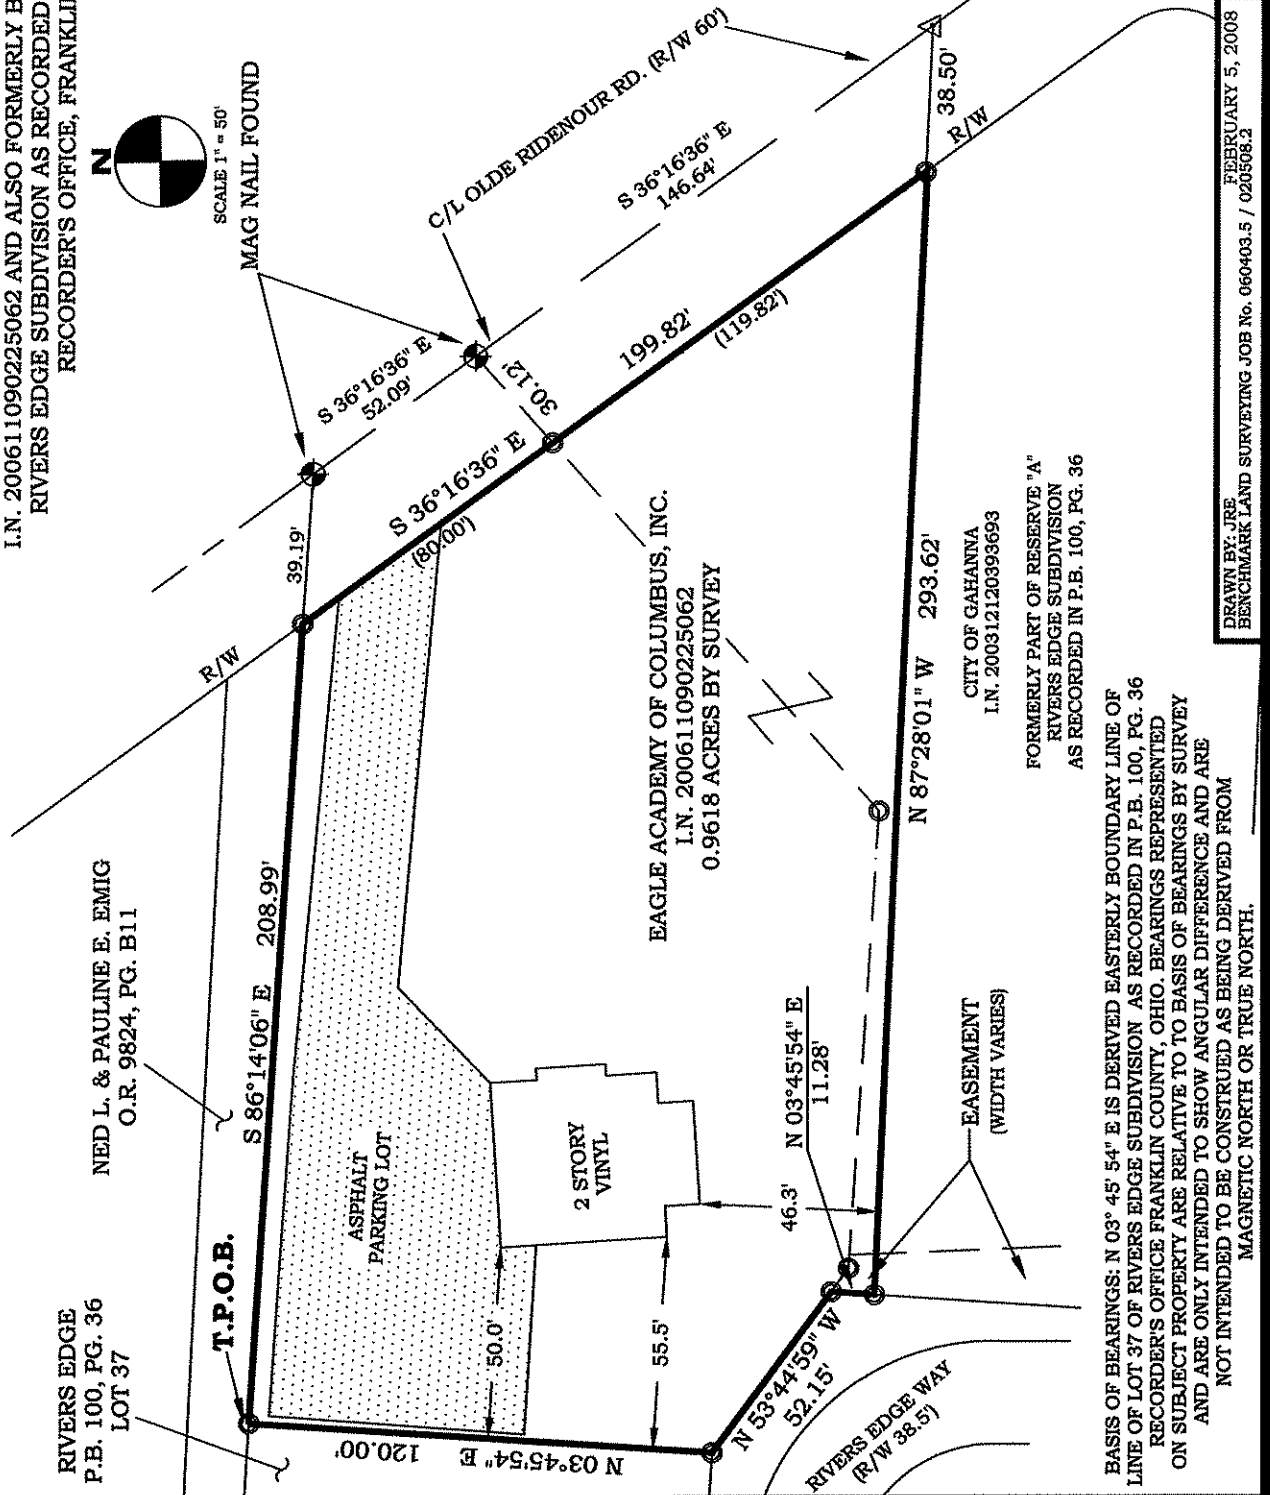 I.N. 200611090225062 AND ALSO FORMERLY B
RIVERS EDGE SUBDIVISION AS RECORDED
RECORDER'S OFFICE, FRANKLI
N
SCALE 1" = 50'
MAG NAIL FOUND
C/L OLDE RIDENOUR RD. (R/W 60')
S 36°16'36" E
146.64'
38.50'
R/W
S 36°16'36" E
52.09'
30.12'
199.82'
(119.82')
S 36°16'36" E
(80.00')
39.19'
R/W
NED L. & PAULINE E. EMIG
O.R. 9824, PG. B11
S 86°14'06" E 208.99'
RIVERS EDGE
P.B. 100, PG. 36
LOT 37
T.P.O.B.
ASPHALT
PARKING LOT
2 STORY
VINYL
50.0'
55.5'
46.3'
N 03°45'54" E 120.00'
N 53°44'59" W
52.15'
RIVERS EDGE WAY
(R/W 38.5')
N 03°45'54" E
11.28'
EASEMENT
(WIDTH VARIES)
EAGLE ACADEMY OF COLUMBUS, INC.
I.N. 200611090225062
0.9618 ACRES BY SURVEY
N 87°28'01" W 293.62'
CITY OF GAHANNA
I.N. 200312120393693
FORMERLY PART OF RESERVE "A"
RIVERS EDGE SUBDIVISION
AS RECORDED IN P.B. 100, PG. 36
BASIS OF BEARINGS: N 03° 45' 54" E IS DERIVED EASTERLY BOUNDARY LINE OF
LINE OF LOT 37 OF RIVERS EDGE SUBDIVISION AS RECORDED IN P.B. 100, PG. 36
RECORDER'S OFFICE FRANKLIN COUNTY, OHIO. BEARINGS REPRESENTED
ON SUBJECT PROPERTY ARE RELATIVE TO TO BASIS OF BEARINGS BY SURVEY
AND ARE ONLY INTENDED TO SHOW ANGULAR DIFFERENCE AND ARE
NOT INTENDED TO BE CONSTRUED AS BEING DERIVED FROM
MAGNETIC NORTH OR TRUE NORTH.
DRAWN BY: JRE FEBRUARY 5, 2008
BENCHMARK LAND SURVEYING JOB No. 060403.5 / 020508.2